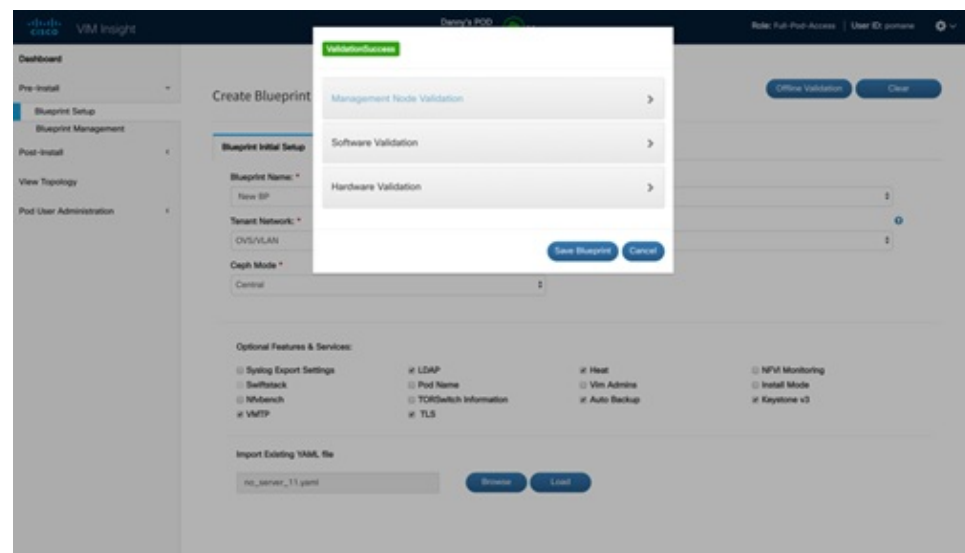 cisco VIM Insight
Danny's POD
Role: Full-Pod-Access | User ID: pomane
Dashboard
Pre-Install
Blueprint Setup
Blueprint Management
Post-Install
View Topology
Pod User Administration
Create Blueprint
Offline Validation Clear
ValidationSuccess
Management Node Validation
Software Validation
Hardware Validation
Save Blueprint Cancel
Blueprint Initial Setup
Blueprint Name: *
New BP
Tenant Network: *
OVS/VLAN
Ceph Mode *
Central
Optional Features & Services:
Syslog Export Settings LDAP Heat NFVI Monitoring
Swiftstack Pod Name Vim Admins Install Mode
Nfvbench TORSwitch Information Auto Backup Keystone v3
VMTP TLS
Import Existing YAML file
no_server_11.yaml Browse Load